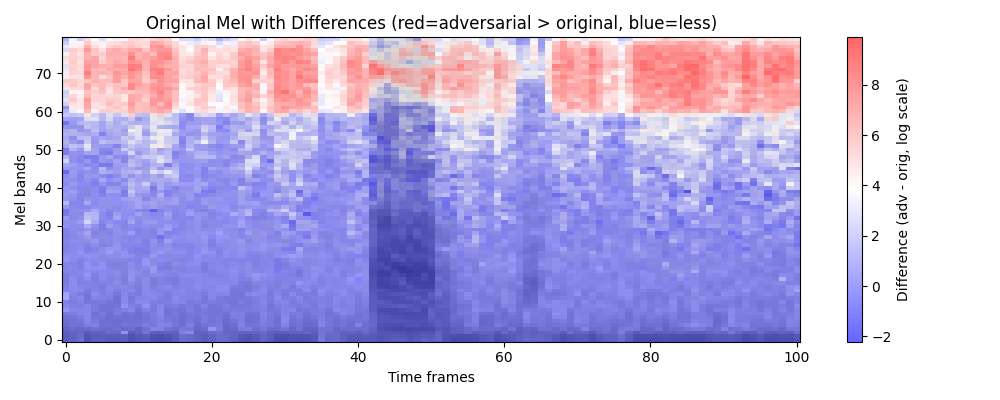 Original Mel with Differences (red=adversarial > original, blue=less)
70
60
50
40
30
20
10
0
Mel bands
0 20 40 60 80 100
Time frames
8
6
4
2
0
−2
Difference (adv - orig, log scale)